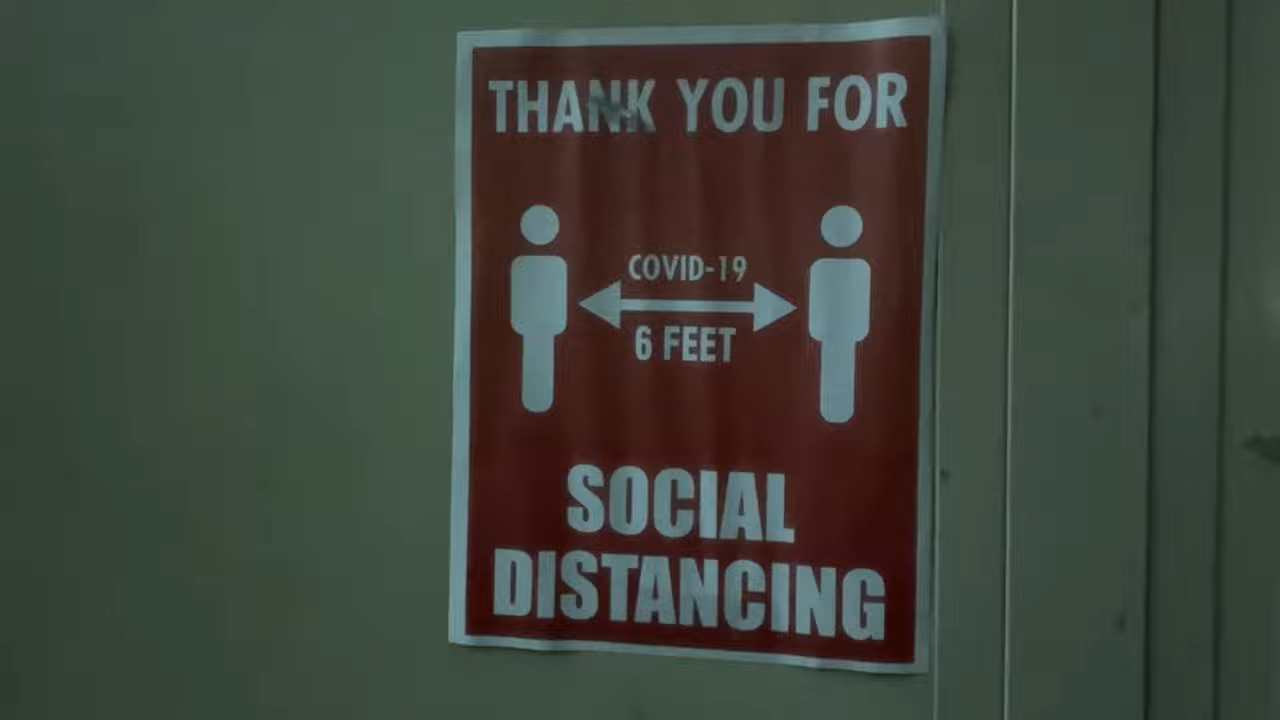 THANK YOU FOR
COVID-19
6 FEET
SOCIAL
DISTANCING